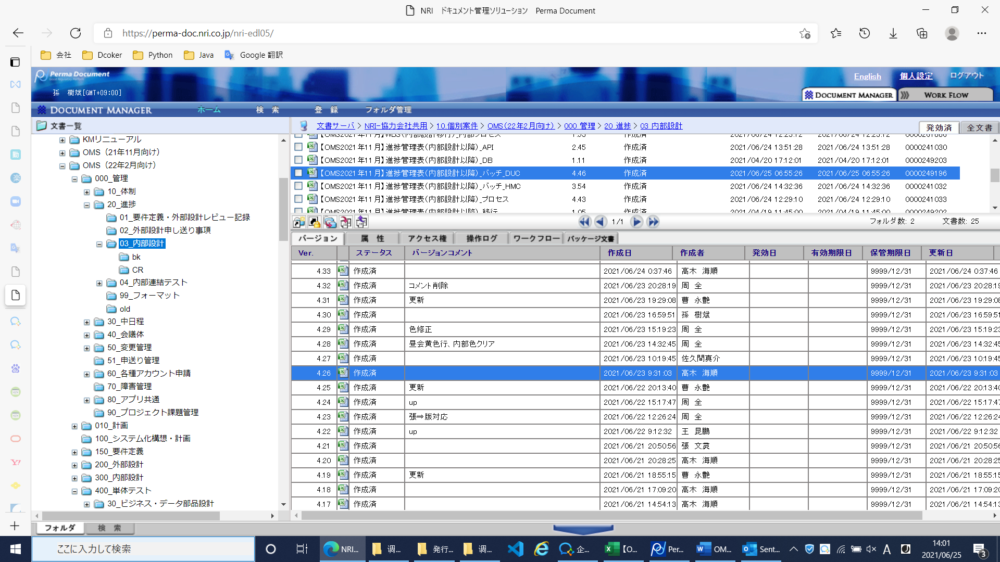 NRI　ドキュメント管理ソリューション　Perma Document
https://perma-doc.nri.co.jp/nri-edl05/
会社 Dcoker Python Java Google 翻訳
Perma Document
孫　樹斌[GMT+09:00]
English 個人設定 ログアウト
DOCUMENT MANAGER WORK FLOW
DOCUMENT MANAGER ホーム 検 索 登 録 フォルダ管理
文書一覧
文書サーバ > NRI-協力会社共用 > 10.個別案件 > OMS(22年2月向け) > 000 管理 > 20 進捗 > 03 内部設計
発効済 全文書
KMリニューアル
OMS（21年11月向け）
OMS（22年2月向け）
000_管理
10_体制
20_進捗
01_要件定義・外部設計レビュー記録
02_外部設計申し送り事項
03_内部設計
bk
CR
04_内部連結テスト
99_フォーマット
old
30_中日程
40_会議体
50_変更管理
51_申送り管理
60_各種アカウント申請
70_障害管理
80_アプリ共通
90_プロジェクト課題管理
010_計画
100_システム化構想・計画
150_要件定義
200_外部設計
300_内部設計
400_単体テスト
30_ビジネス・データ部品設計
フォルダ 検 索
【OMS2021年11月】進捗管理表(内部設計以降)_API 2.45 作成済 2021/06/24 13:51:28 2021/06/24 13:51:28 0000241030
【OMS2021年11月】進捗管理表(内部設計以降)_DB 1.11 作成済 2021/04/20 17:12:01 2021/04/20 17:12:01 0000249203
【OMS2021年11月】進捗管理表(内部設計以降)_バッチ_DUC 4.46 作成済 2021/06/25 06:55:26 2021/06/25 06:55:26 0000249196
【OMS2021年11月】進捗管理表(内部設計以降)_バッチ_HMC 3.54 作成済 2021/06/24 14:32:36 2021/06/24 14:32:36 0000241032
【OMS2021年11月】進捗管理表(内部設計以降)_プロセス 4.43 作成済 2021/06/24 12:29:10 2021/06/24 12:29:10 0000241033
1/1 フォルダ数: 2 文書数: 25
バージョン 属 性 アクセス権 操作ログ ワークフロー パッケージ文書
Ver. ステータス バージョンコメント 作成日 作成者 発効日 有効期限日 保管期限日 更新日
4.33 作成済 2021/06/24 0:37:46 高木　海順 9999/12/31 2021/06/24 0:37:46
4.32 作成済 コメント削除 2021/06/23 20:28:19 周　全 9999/12/31 2021/06/23 20:28:19
4.31 作成済 更新 2021/06/23 19:29:08 曹　永艶 9999/12/31 2021/06/23 19:29:08
4.30 作成済 2021/06/23 16:59:51 孫　樹斌 9999/12/31 2021/06/23 16:59:51
4.29 作成済 色修正 2021/06/23 15:19:23 周　全 9999/12/31 2021/06/23 15:19:23
4.28 作成済 昼会黄色行、内部色クリア 2021/06/23 14:32:45 周　全 9999/12/31 2021/06/23 14:32:45
4.27 作成済 2021/06/23 10:19:45 佐久間真介 9999/12/31 2021/06/23 10:19:45
4.26 作成済 2021/06/23 9:31:03 高木　海順 9999/12/31 2021/06/23 9:31:03
4.25 作成済 更新 2021/06/22 20:13:40 曹　永艶 9999/12/31 2021/06/22 20:13:40
4.24 作成済 up 2021/06/22 15:17:47 周　全 9999/12/31 2021/06/22 15:17:47
4.23 作成済 張⇒版対応 2021/06/22 12:26:24 周　全 9999/12/31 2021/06/22 12:26:24
4.22 作成済 up 2021/06/22 9:12:32 王　昆鵬 9999/12/31 2021/06/22 9:12:32
4.21 作成済 2021/06/21 20:50:56 張　文 9999/12/31 2021/06/21 20:50:56
4.20 作成済 2021/06/21 20:28:25 高木　海順 9999/12/31 2021/06/21 20:28:25
4.19 作成済 更新 2021/06/21 18:55:15 曹　永艶 9999/12/31 2021/06/21 18:55:15
4.18 作成済 2021/06/21 17:09:20 高木　海順 9999/12/31 2021/06/21 17:09:20
4.17 作成済 2021/06/21 14:54:13 高木　海順 9999/12/31 2021/06/21 14:54:13
ここに入力して検索
NRI... 调... 発行... 调... 企... 【O... Per... OM... Sent... A
14:01
2021/06/25
3